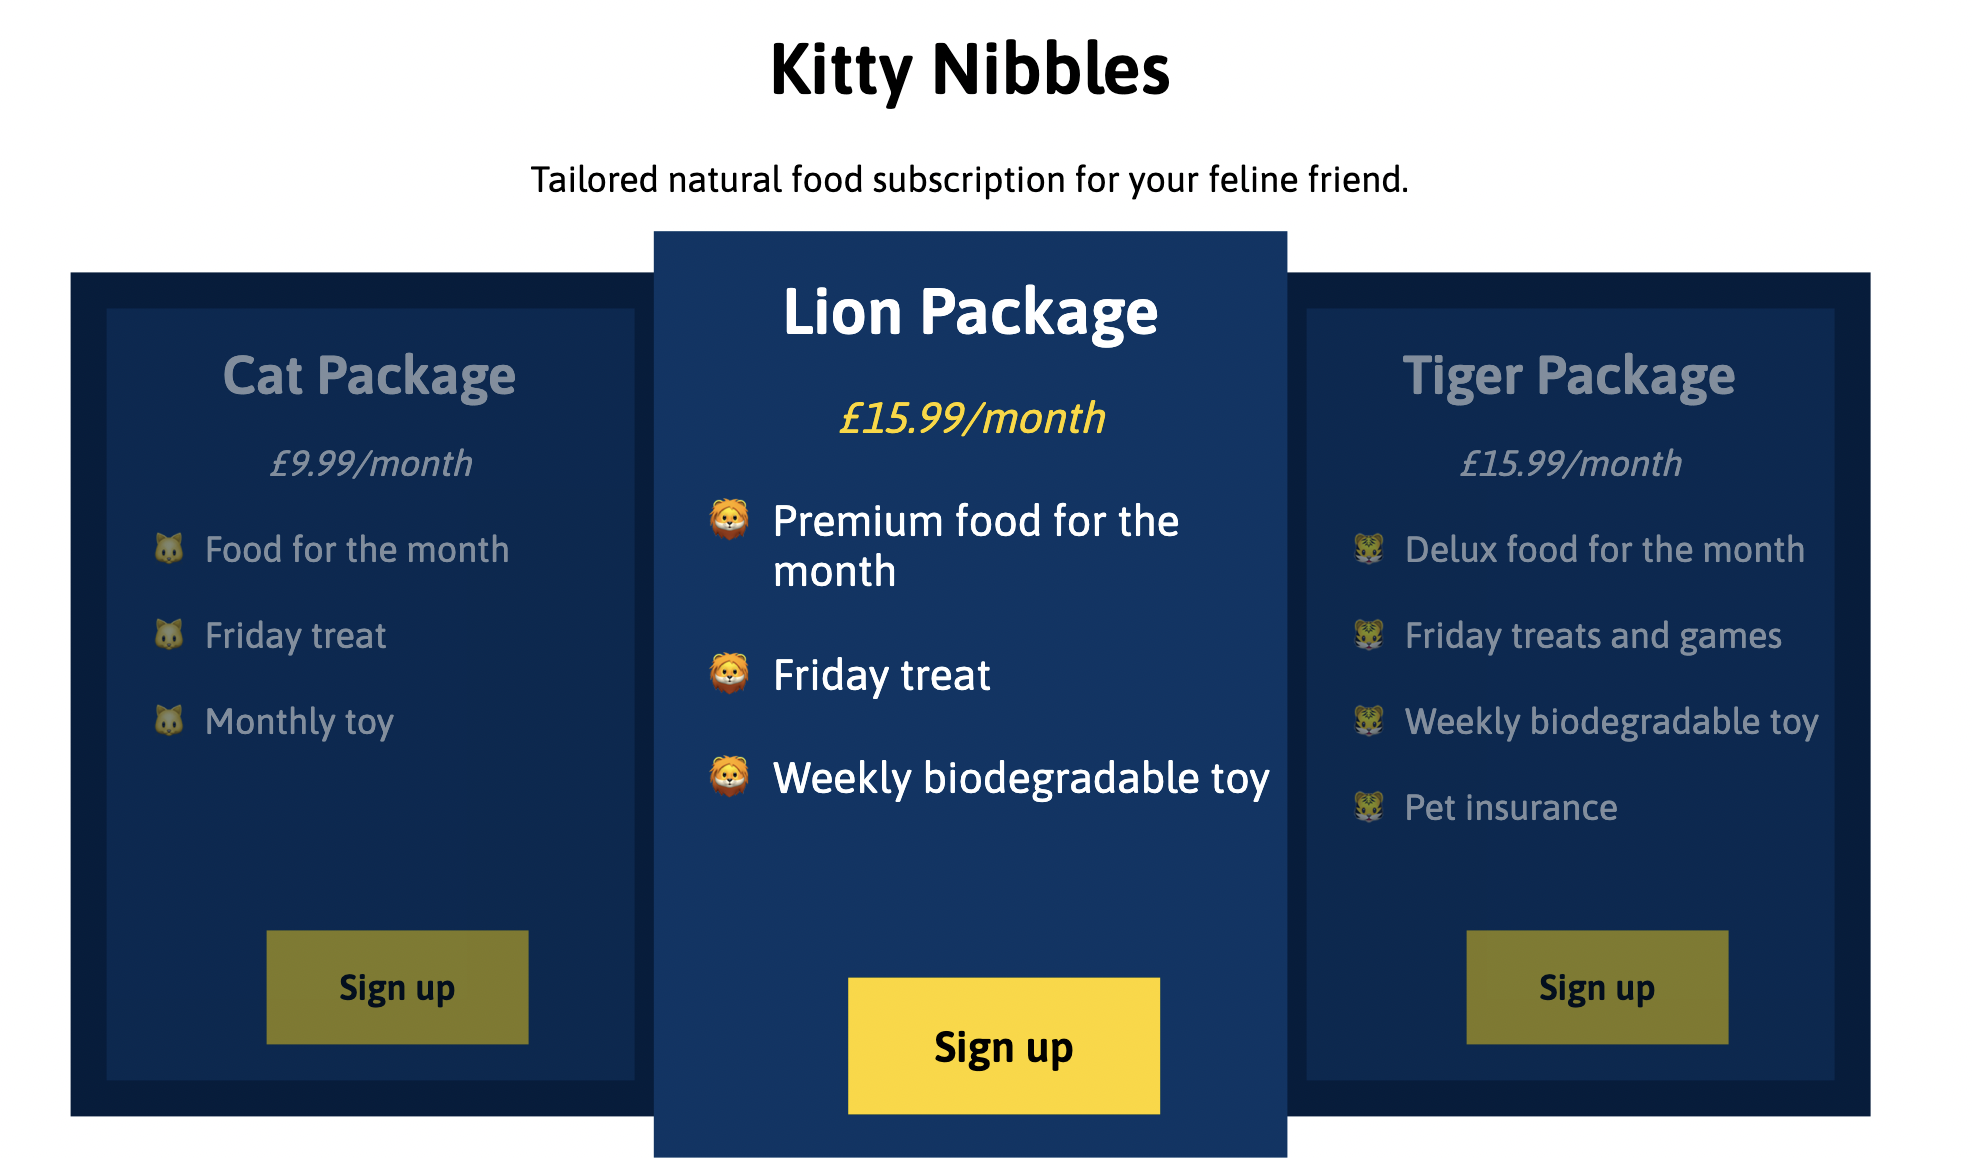 Kitty Nibbles
Tailored natural food subscription for your feline friend.
Cat Package
£9.99/month
Food for the month
Friday treat
Monthly toy
Sign up
Lion Package
£15.99/month
Premium food for the
month
Friday treat
Weekly biodegradable toy
Sign up
Tiger Package
£15.99/month
Delux food for the month
Friday treats and games
Weekly biodegradable toy
Pet insurance
Sign up